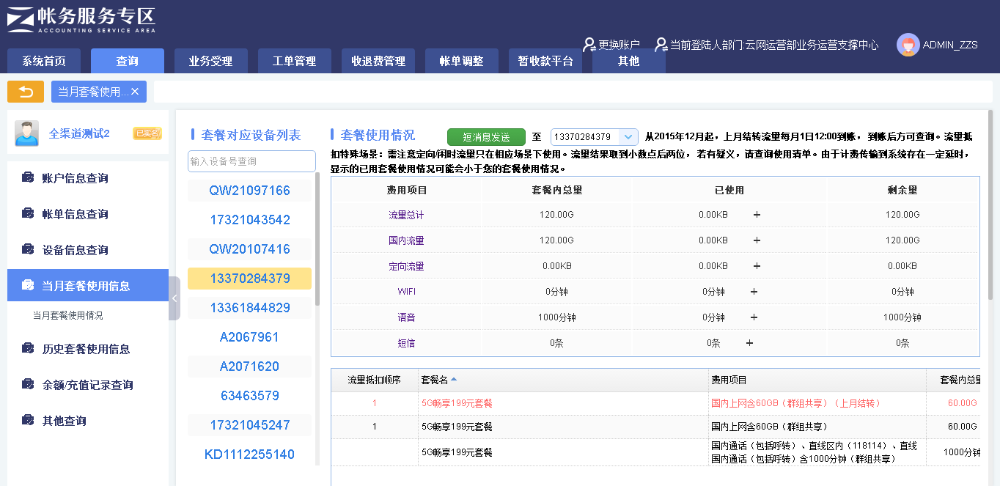 帐务服务专区
ACCOUNTING SERVICE AREA
更换账户 当前登陆人部门:云网运营部业务运营支撑中心 ADMIN_ZZS
系统首页 查询 业务受理 工单管理 收退费管理 帐单调整 暂收款平台 其他
当月套餐使用... ×
全渠道测试2 已实名
账户信息查询
帐单信息查询
设备信息查询
当月套餐使用信息
当月套餐使用情况
历史套餐使用信息
余额/充值记录查询
其他查询
套餐对应设备列表
输入设备号查询
QW21097166
17321043542
QW20107416
13370284379
13361844829
A2067961
A2071620
63463579
17321045247
KD1112255140
套餐使用情况 短消息发送 至 13370284379 从2015年12月起，上月结转流量每月1日12:00到账， 到账后方可查询。流量抵
扣特殊场景：需注意定向/闲时流量只在相应场景下使用。流量结果取到小数点后两位， 若有疑义，请查询使用清单。由于计费传输到系统存在一定延时，
显示的已用套餐使用情况可能会小于您的套餐使用情况。
费用项目 套餐内总量 已使用 剩余量
流量总计 120.00G 0.00KB + 120.00G
国内流量 120.00G 0.00KB + 120.00G
定向流量 0.00KB 0.00KB + 0.00KB
WIFI 0分钟 0分钟 + 0分钟
语音 1000分钟 0分钟 + 1000分钟
短信 0条 0条 + 0条
流量抵扣顺序 套餐名 费用项目 套餐内总量
1 5G畅享199元套餐 国内上网含60GB（群组共享）（上月结转） 60.00G
1 5G畅享199元套餐 国内上网含60GB（群组共享） 60.00G
5G畅享199元套餐 国内通话（包括呼转）、直线区内（118114）、直线 1000分钟
国内通话（包括呼转）含1000分钟（群组共享）